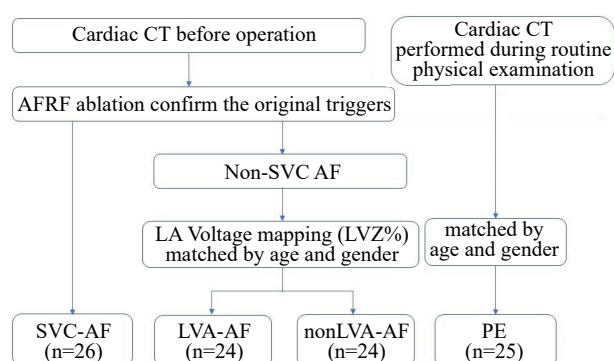 Cardiac CT before operation
Cardiac CT
performed during routine
physical examination
AFRF ablation confirm the original triggers
Non-SVC AF
LA Voltage mapping (LVZ%)
matched by age and gender
matched by
age and gender
SVC-AF
(n=26)
LVA-AF
(n=24)
nonLVA-AF
(n=24)
PE
(n=25)